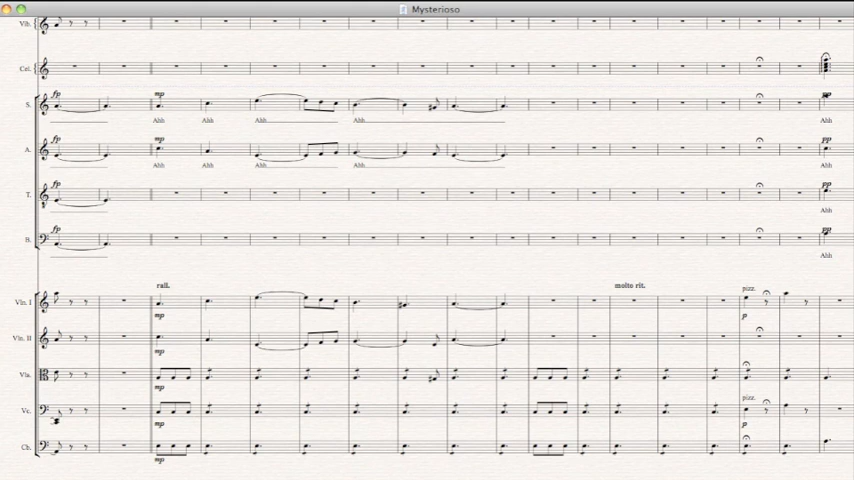 Mysterioso
Vib.
Cel.
S. fp mp pp
Ahh Ahh Ahh Ahh Ahh
A. fp mp pp
Ahh Ahh Ahh Ahh Ahh
T. fp pp
Ahh
B. fp pp
Ahh
rall. molto rit. pizz.
Vln. I mp p
Vln. II mp
Vla. mp
pizz.
Vc. mp p
Cb. mp